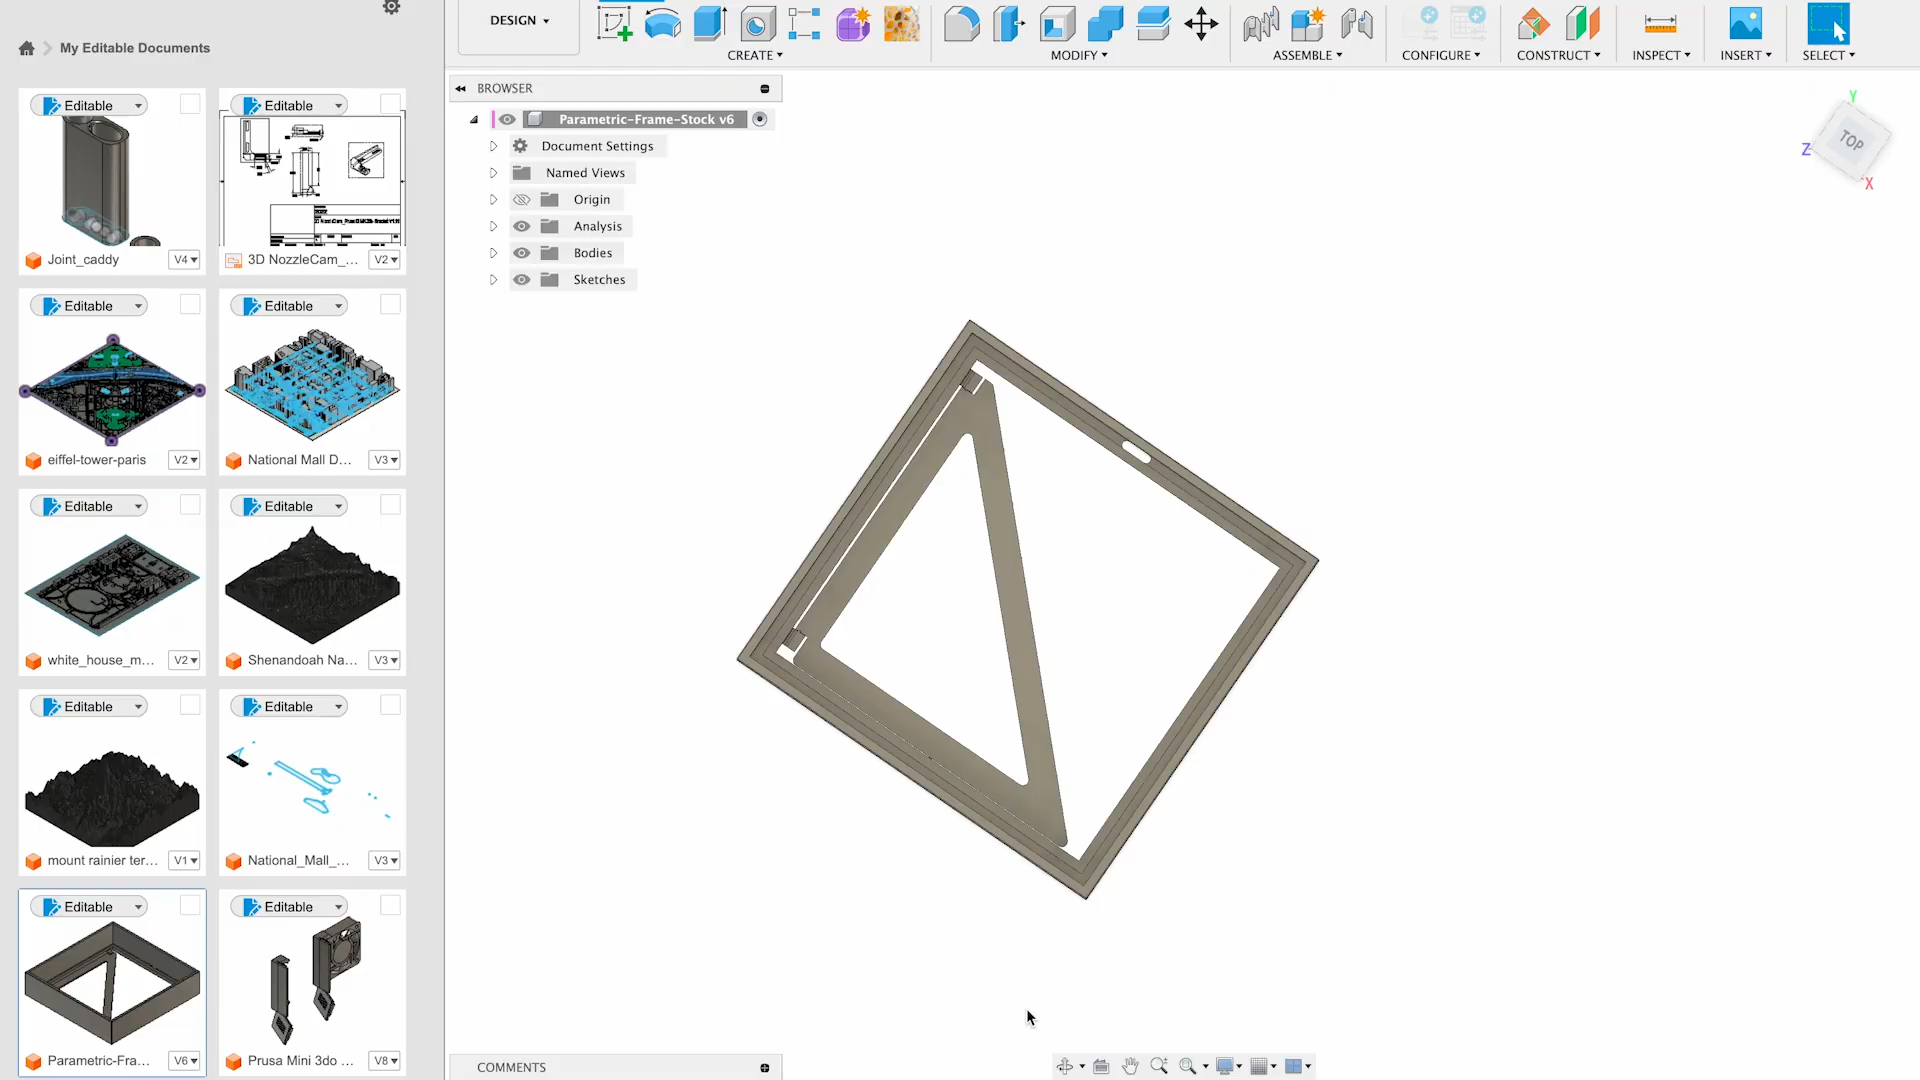 My Editable Documents
Editable
Joint_caddy
V4
Editable
3D NozzleCam_...
V2
Editable
eiffel-tower-paris
V2
Editable
National Mall D...
V3
Editable
white_house_m...
V2
Editable
Shenandoah Na...
V3
Editable
mount rainier ter...
V1
Editable
National_Mall_...
V3
Editable
Parametric-Fra...
V6
Editable
Prusa Mini 3do ...
V8
DESIGN
CREATE
MODIFY
ASSEMBLE
CONFIGURE
CONSTRUCT
INSPECT
INSERT
SELECT
BROWSER
Parametric-Frame-Stock v6
Document Settings
Named Views
Origin
Analysis
Bodies
Sketches
Y
TOP
Z
X
COMMENTS